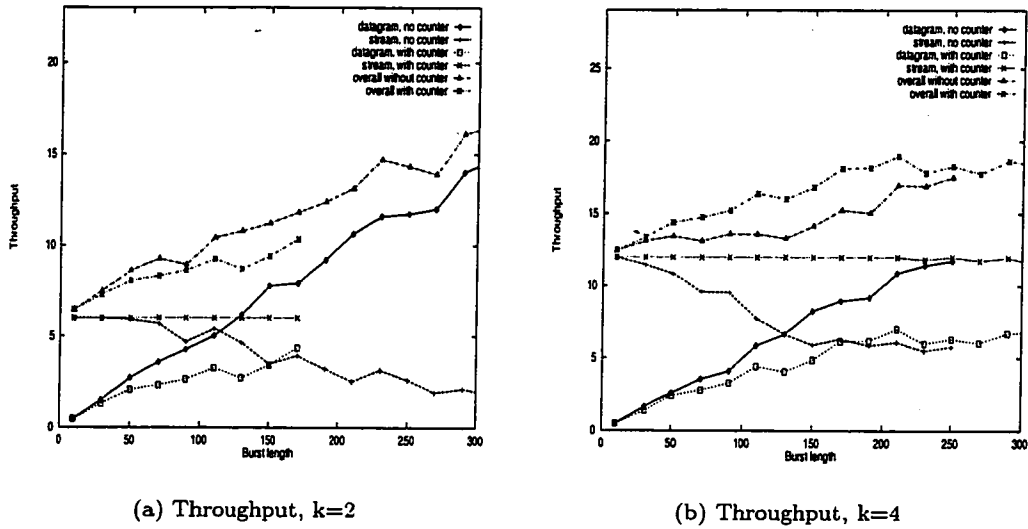 datagram, no counter
stream, no counter
datagram, with counter
stream, with counter
overall without counter
overall with counter
20
15
10
5
0
Throughput
0 50 100 150 200 250 300
Burst length
(a) Throughput, k=2
datagram, no counter
stream, no counter
datagram, with counter
stream, with counter
overall without counter
overall with counter
25
20
15
10
5
0
Throughput
0 50 100 150 200 250 300
Burst length
(b) Throughput, k=4